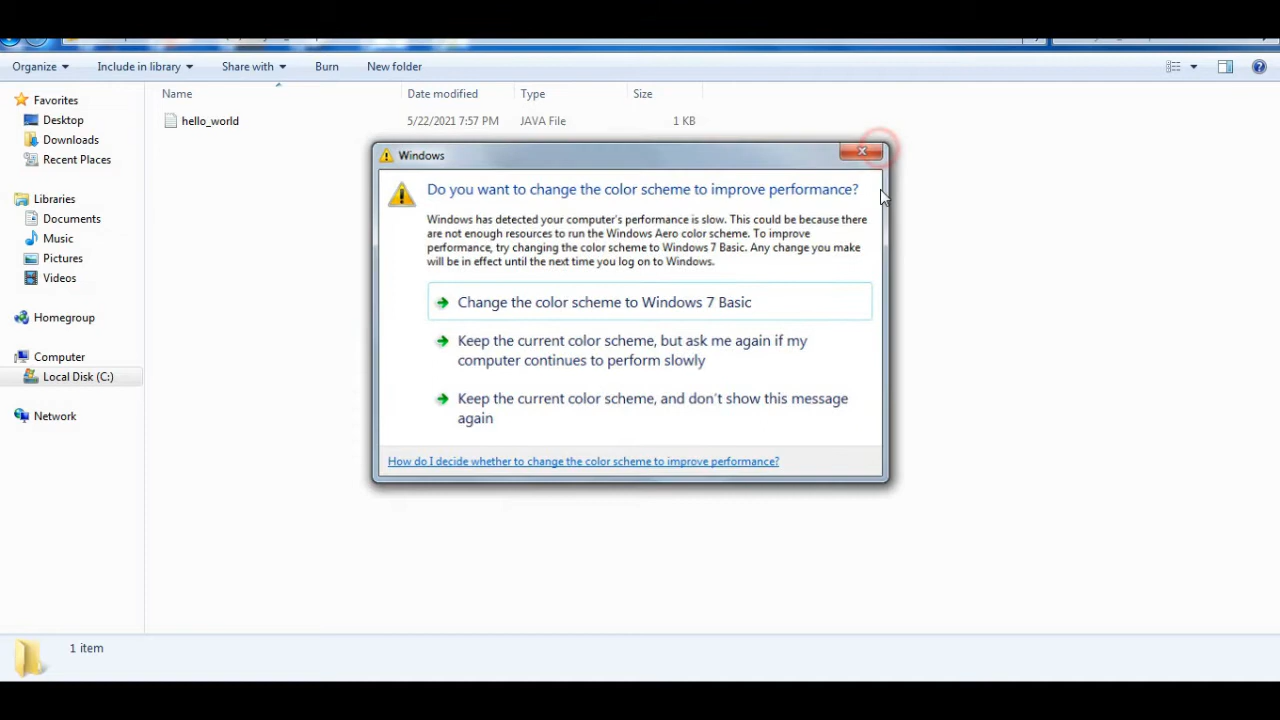 Organize Include in library Share with Burn New folder
Name Date modified Type Size
hello_world 5/22/2021 7:57 PM JAVA File 1 KB
Favorites
Desktop
Downloads
Recent Places
Libraries
Documents
Music
Pictures
Videos
Homegroup
Computer
Local Disk (C:)
Network
Windows
Do you want to change the color scheme to improve performance?
Windows has detected your computer's performance is slow. This could be because there
are not enough resources to run the Windows Aero color scheme. To improve
performance, try changing the color scheme to Windows 7 Basic. Any change you make
will be in effect until the next time you log on to Windows.
Change the color scheme to Windows 7 Basic
Keep the current color scheme, but ask me again if my
computer continues to perform slowly
Keep the current color scheme, and don't show this message
again
How do I decide whether to change the color scheme to improve performance?
1 item